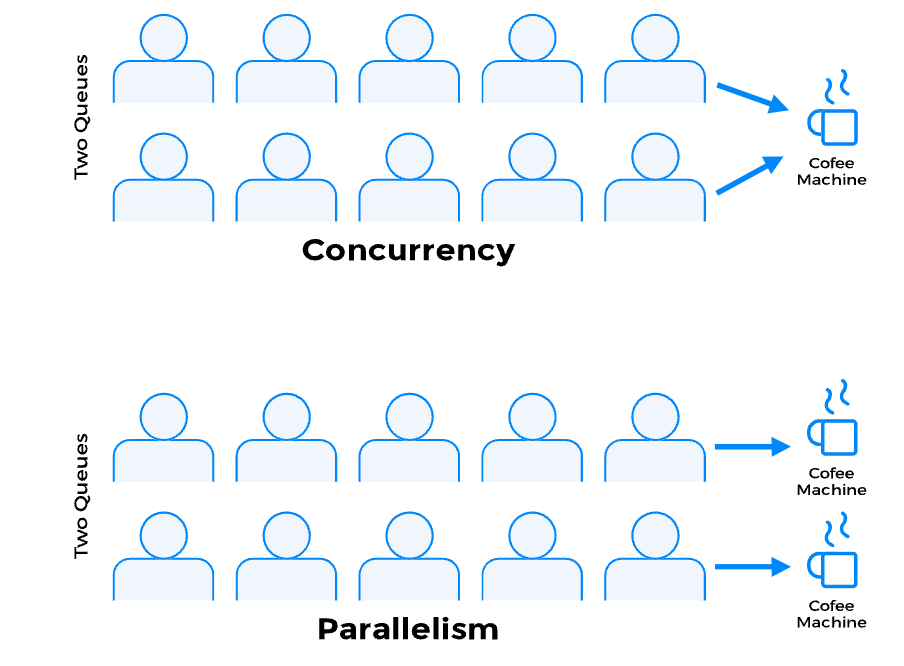 Two Queues
Cofee
Machine
Concurrency
Two Queues
Cofee
Machine
Cofee
Machine
Parallelism